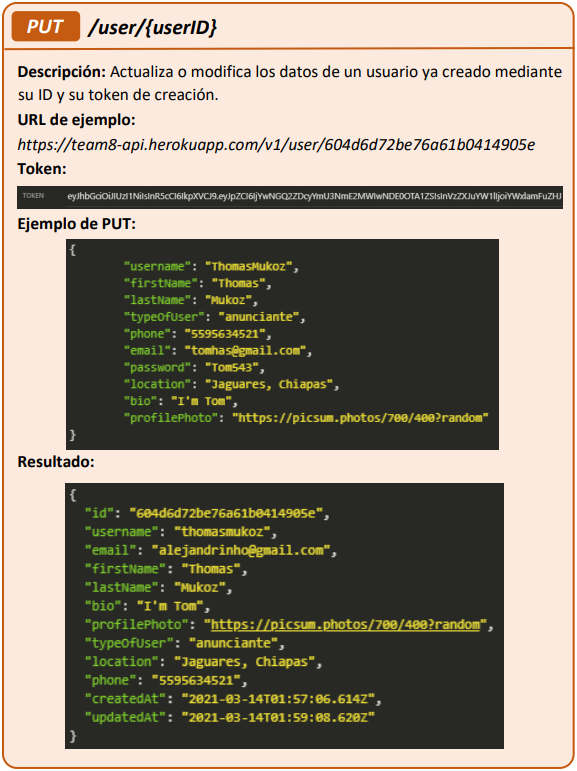 PUT /user/{userID}
Descripción: Actualiza o modifica los datos de un usuario ya creado mediante
su ID y su token de creación.
URL de ejemplo:
https://team8-api.herokuapp.com/v1/user/604d6d72be76a61b0414905e
Token:
TOKEN
Ejemplo de PUT:
{
"username": "ThomasMukoz",
"firstName": "Thomas",
"lastName": "Mukoz",
"typeOfUser": "anunciante",
"phone": "5595634521",
"email": "tomhas@gmail.com",
"password": "Tom543",
"location": "Jaguares, Chiapas",
"bio": "I'm Tom",
"profilePhoto": "https://picsum.photos/700/400?random"
}
Resultado:
{
"id": "604d6d72be76a61b0414905e",
"username": "thomasmukoz",
"email": "alejandrinho@gmail.com",
"firstName": "Thomas",
"lastName": "Mukoz",
"bio": "I'm Tom",
"profilePhoto": "https://picsum.photos/700/400?random",
"typeOfUser": "anunciante",
"location": "Jaguares, Chiapas",
"phone": "5595634521",
"createdAt": "2021-03-14T01:57:06.614Z",
"updatedAt": "2021-03-14T01:59:08.620Z"
}